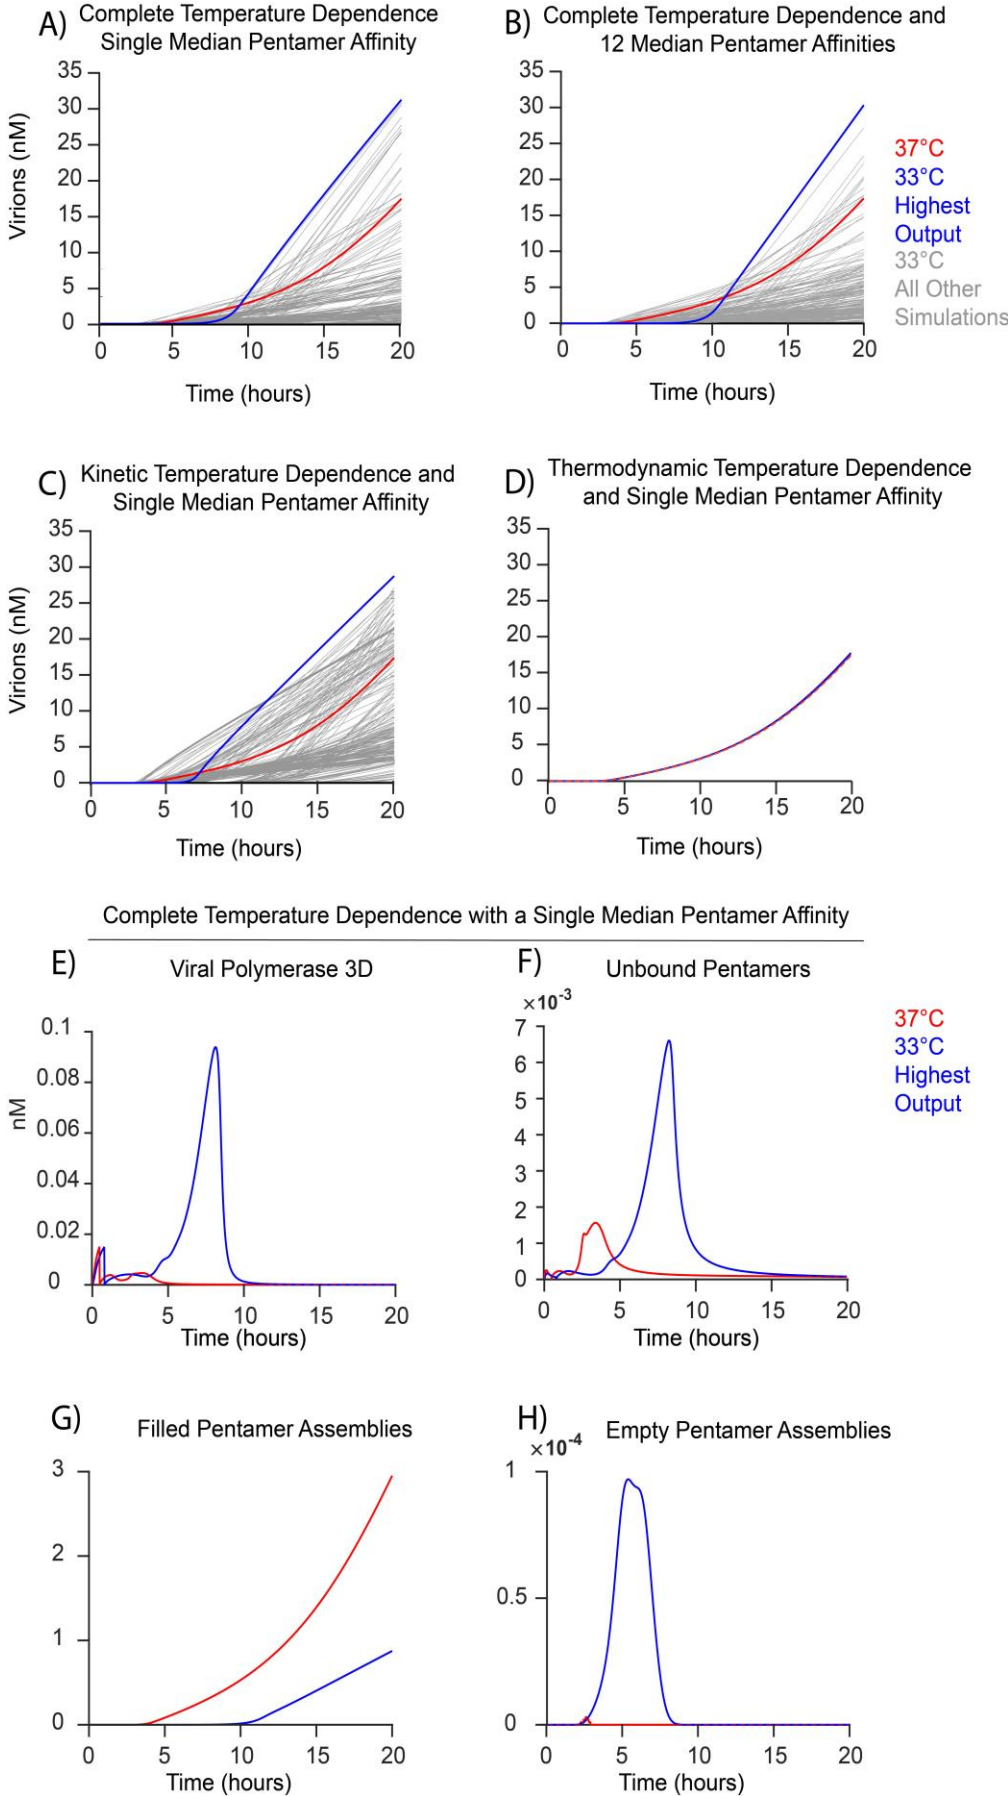 A) Complete Temperature Dependence
Single Median Pentamer Affinity
35
30
25
20
15
10
5
0
Virions (nM)
0 5 10 15 20
Time (hours)
B) Complete Temperature Dependence and
12 Median Pentamer Affinities
35
30
25
20
15
10
5
0
0 5 10 15 20
Time (hours)
37°C
33°C
Highest
Output
33°C
All Other
Simulations
C) Kinetic Temperature Dependence and
Single Median Pentamer Affinity
35
30
25
20
15
10
5
0
Virions (nM)
0 5 10 15 20
Time (hours)
D) Thermodynamic Temperature Dependence
and Single Median Pentamer Affinity
35
30
25
20
15
10
5
0
0 5 10 15 20
Time (hours)
Complete Temperature Dependence with a Single Median Pentamer Affinity
E) Viral Polymerase 3D
0.1
0.08
0.06
0.04
0.02
0
nM
0 5 10 15 20
Time (hours)
F) Unbound Pentamers
×10⁻³
7
6
5
4
3
2
1
0
0 5 10 15 20
Time (hours)
37°C
33°C
Highest
Output
G) Filled Pentamer Assemblies
3
2
1
0
0 5 10 15 20
Time (hours)
H) Empty Pentamer Assemblies
×10⁻⁴
1
0.5
0
0 5 10 15 20
Time (hours)